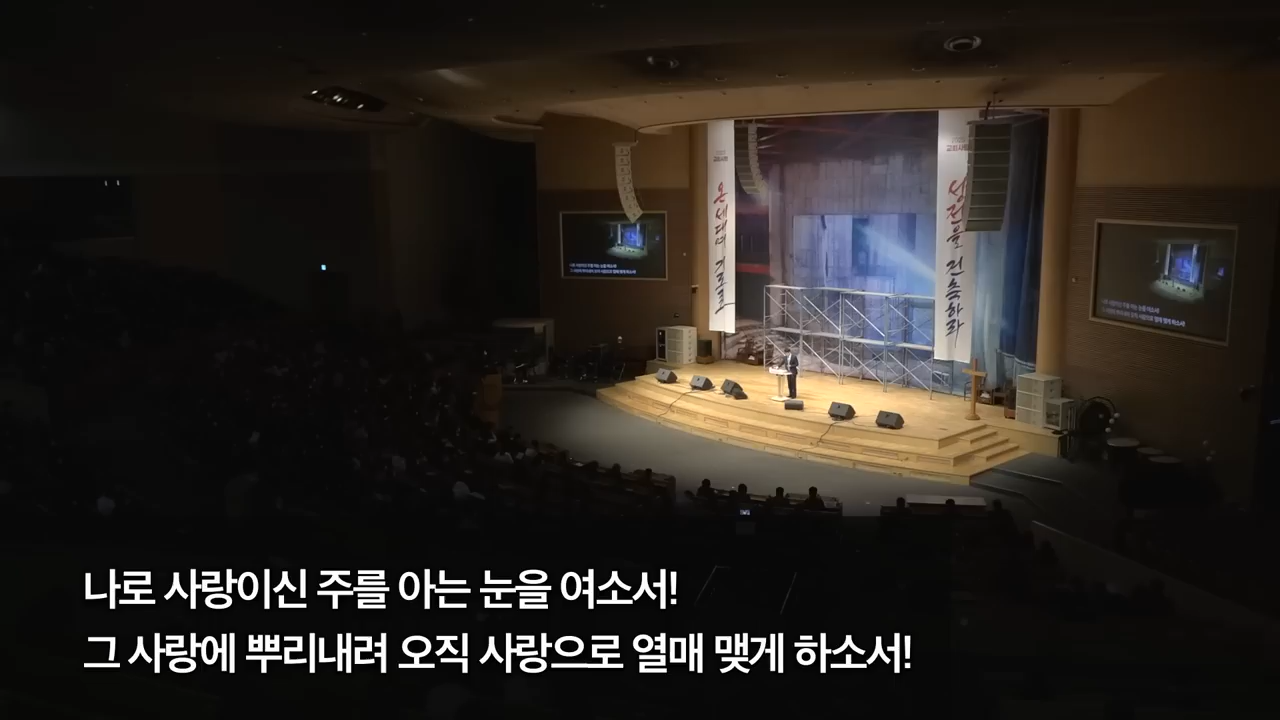 온 세대여 기도로
성전을 건축하라
나로 사랑이신 주를 아는 눈을 여소서!
그 사랑에 뿌리내려 오직 사랑으로 열매 맺게 하소서!